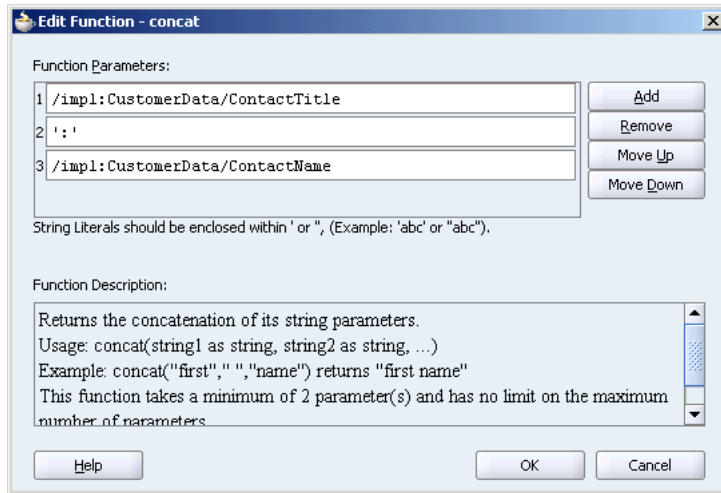 Edit Function - concat
Function Parameters:
1 /impl:CustomerData/ContactTitle
2 ':'
3 /impl:CustomerData/ContactName
Add
Remove
Move Up
Move Down
String Literals should be enclosed within ' or ", (Example: 'abc' or "abc").
Function Description:
Returns the concatenation of its string parameters.
Usage: concat(string1 as string, string2 as string, ...)
Example: concat("first"," ","name") returns "first name"
This function takes a minimum of 2 parameter(s) and has no limit on the maximum
number of parameters
Help
OK
Cancel